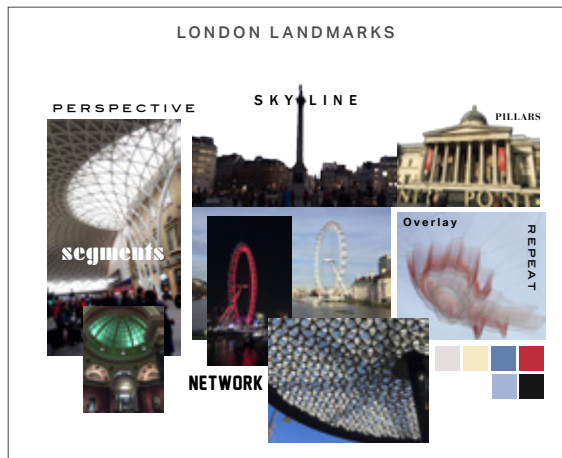 LONDON LANDMARKS
PERSPECTIVE
SKYLINE
PILLARS
segments
Overlay
REPEAT
NETWORK